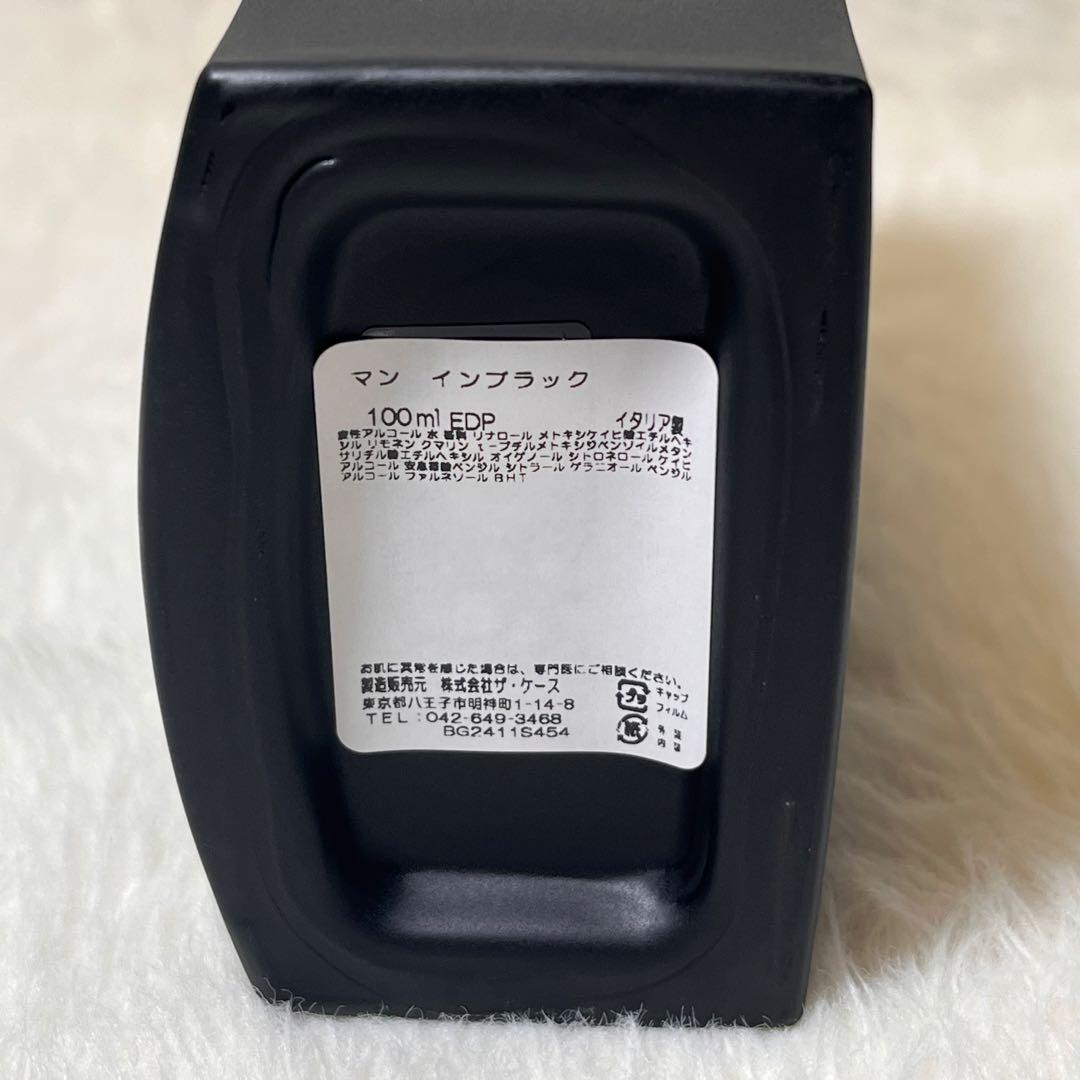 マン インブラック
100ml EDP イタリア製
変性アルコール 水 香料 リナロール メトキシケイヒ酸エチルヘキ
シル リモネン クマリン t-ブチルメトキシジベンゾイルメタン
サリチル酸エチルヘキシル オイゲノール シトロネロール ケイヒ
アルコール 安息香酸ベンジル シトラール ゲラニオール ベンジル
アルコール ファルネソール BHT
お肌に異常を感じた場合は、専門医にご相談ください。
製造販売元 株式会社ザ・ケース
東京都八王子市明神町1-14-8
TEL:042-649-3468
BG2411S454
プラ キャップ
フィルム
紙 外装
内装